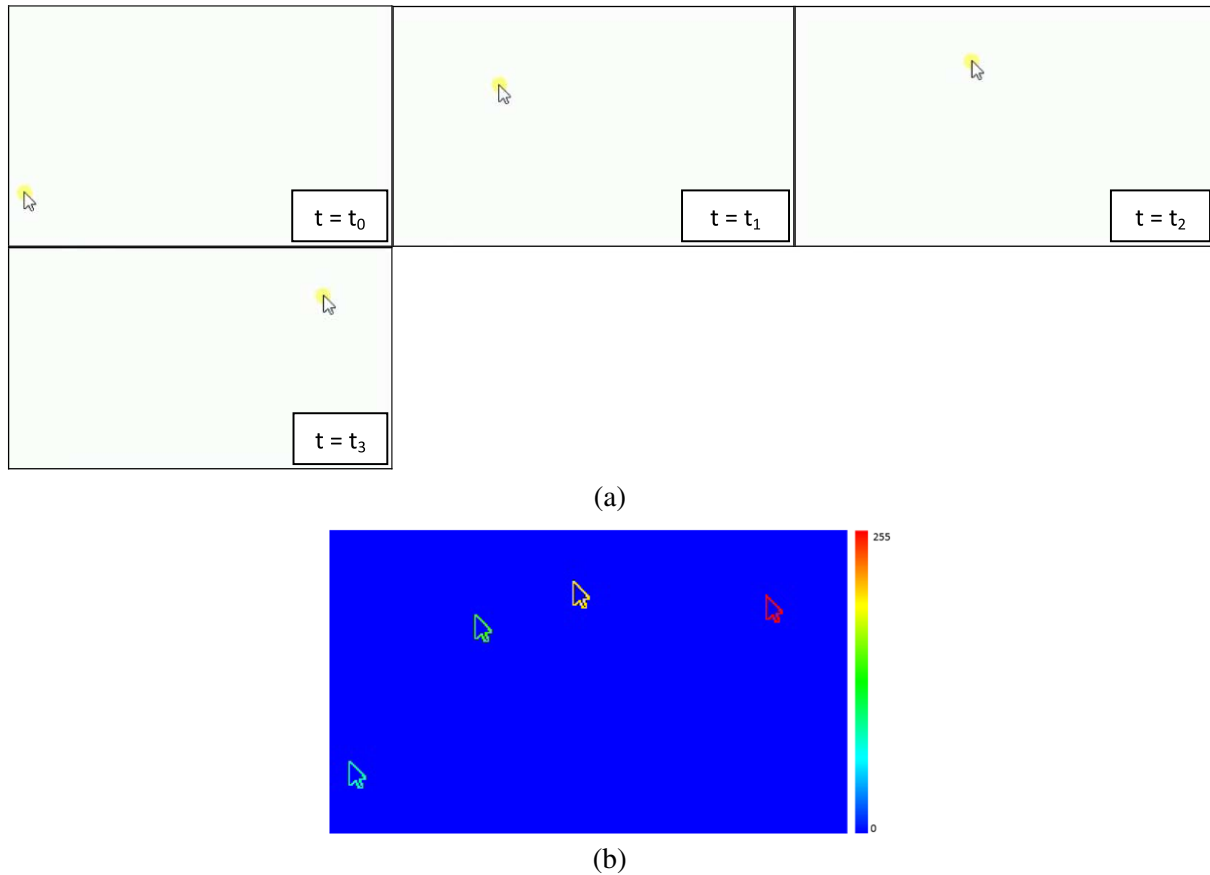 t = t₀
t = t₁
t = t₂
t = t₃
(a)
255
0
(b)